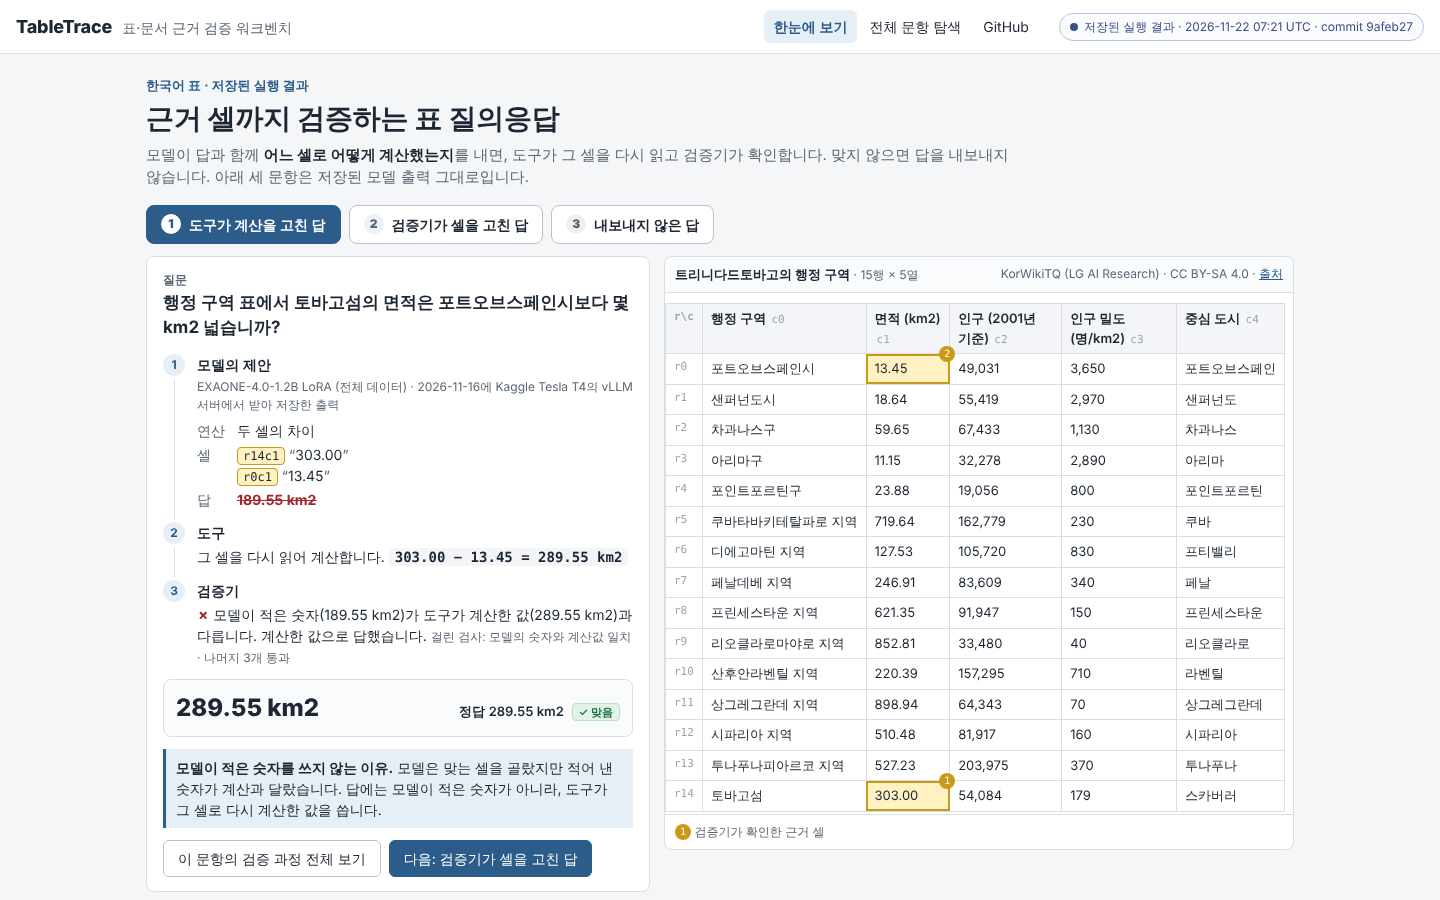 TableTrace 표·문서 근거 검증 워크벤치
한눈에 보기 전체 문항 탐색 GitHub
저장된 실행 결과 · 2026-11-22 07:21 UTC · commit 9afeb27
한국어 표 · 저장된 실행 결과
근거 셀까지 검증하는 표 질의응답
모델이 답과 함께 어느 셀로 어떻게 계산했는지를 내면, 도구가 그 셀을 다시 읽고 검증기가 확인합니다. 맞지 않으면 답을 내보내지
않습니다. 아래 세 문항은 저장된 모델 출력 그대로입니다.
1 도구가 계산을 고친 답
2 검증기가 셀을 고친 답
3 내보내지 않은 답
질문
행정 구역 표에서 토바고섬의 면적은 포트오브스페인시보다 몇
km2 넓습니까?
1 모델의 제안
EXAONE-4.0-1.2B LoRA (전체 데이터) · 2026-11-16에 Kaggle Tesla T4의 vLLM
서버에서 받아 저장한 출력
연산 두 셀의 차이
셀 r14c1 “303.00”
r0c1 “13.45”
답 189.55 km2
2 도구
그 셀을 다시 읽어 계산합니다. 303.00 − 13.45 = 289.55 km2
3 검증기
× 모델이 적은 숫자(189.55 km2)가 도구가 계산한 값(289.55 km2)과
다릅니다. 계산한 값으로 답했습니다. 걸린 검사: 모델의 숫자와 계산값 일치
· 나머지 3개 통과
289.55 km2 정답 289.55 km2 ✓ 맞음
모델이 적은 숫자를 쓰지 않는 이유. 모델은 맞는 셀을 골랐지만 적어 낸
숫자가 계산과 달랐습니다. 답에는 모델이 적은 숫자가 아니라, 도구가
그 셀로 다시 계산한 값을 씁니다.
이 문항의 검증 과정 전체 보기
다음: 검증기가 셀을 고친 답
트리니다드토바고의 행정 구역 · 15행 × 5열
KorWikiTQ (LG AI Research) · CC BY-SA 4.0 · 출처
r\c 행정 구역 c0 면적 (km2) c1 인구 (2001년 기준) c2 인구 밀도 (명/km2) c3 중심 도시 c4
r0 포트오브스페인시 13.45 2 49,031 3,650 포트오브스페인
r1 샌퍼넌도시 18.64 55,419 2,970 샌퍼넌도
r2 차과나스구 59.65 67,433 1,130 차과나스
r3 아리마구 11.15 32,278 2,890 아리마
r4 포인트포르틴구 23.88 19,056 800 포인트포르틴
r5 쿠바타바키테탈파로 지역 719.64 162,779 230 쿠바
r6 디에고마틴 지역 127.53 105,720 830 프티밸리
r7 페날데베 지역 246.91 83,609 340 페날
r8 프린세스타운 지역 621.35 91,947 150 프린세스타운
r9 리오클라로마야로 지역 852.81 33,480 40 리오클라로
r10 산후안라벤틸 지역 220.39 157,295 710 라벤틸
r11 상그레그란데 지역 898.94 64,343 70 상그레그란데
r12 시파리아 지역 510.48 81,917 160 시파리아
r13 투나푸나피아르코 지역 527.23 203,975 370 투나푸나
r14 토바고섬 303.00 1 54,084 179 스카버러
1 검증기가 확인한 근거 셀